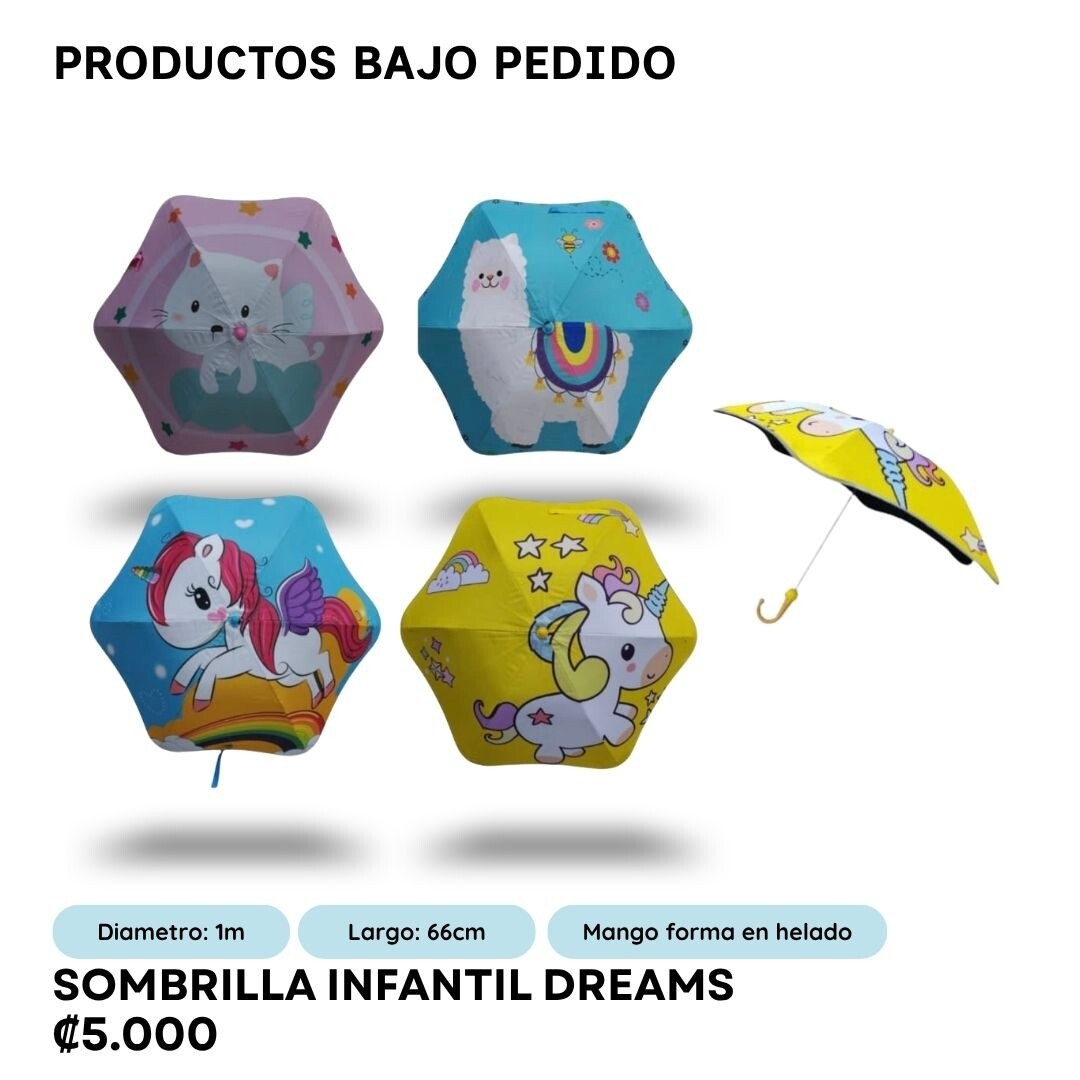 PRODUCTOS BAJO PEDIDO
Diametro: 1m
Largo: 66cm
Mango forma en helado
SOMBRILLA INFANTIL DREAMS
₡5.000